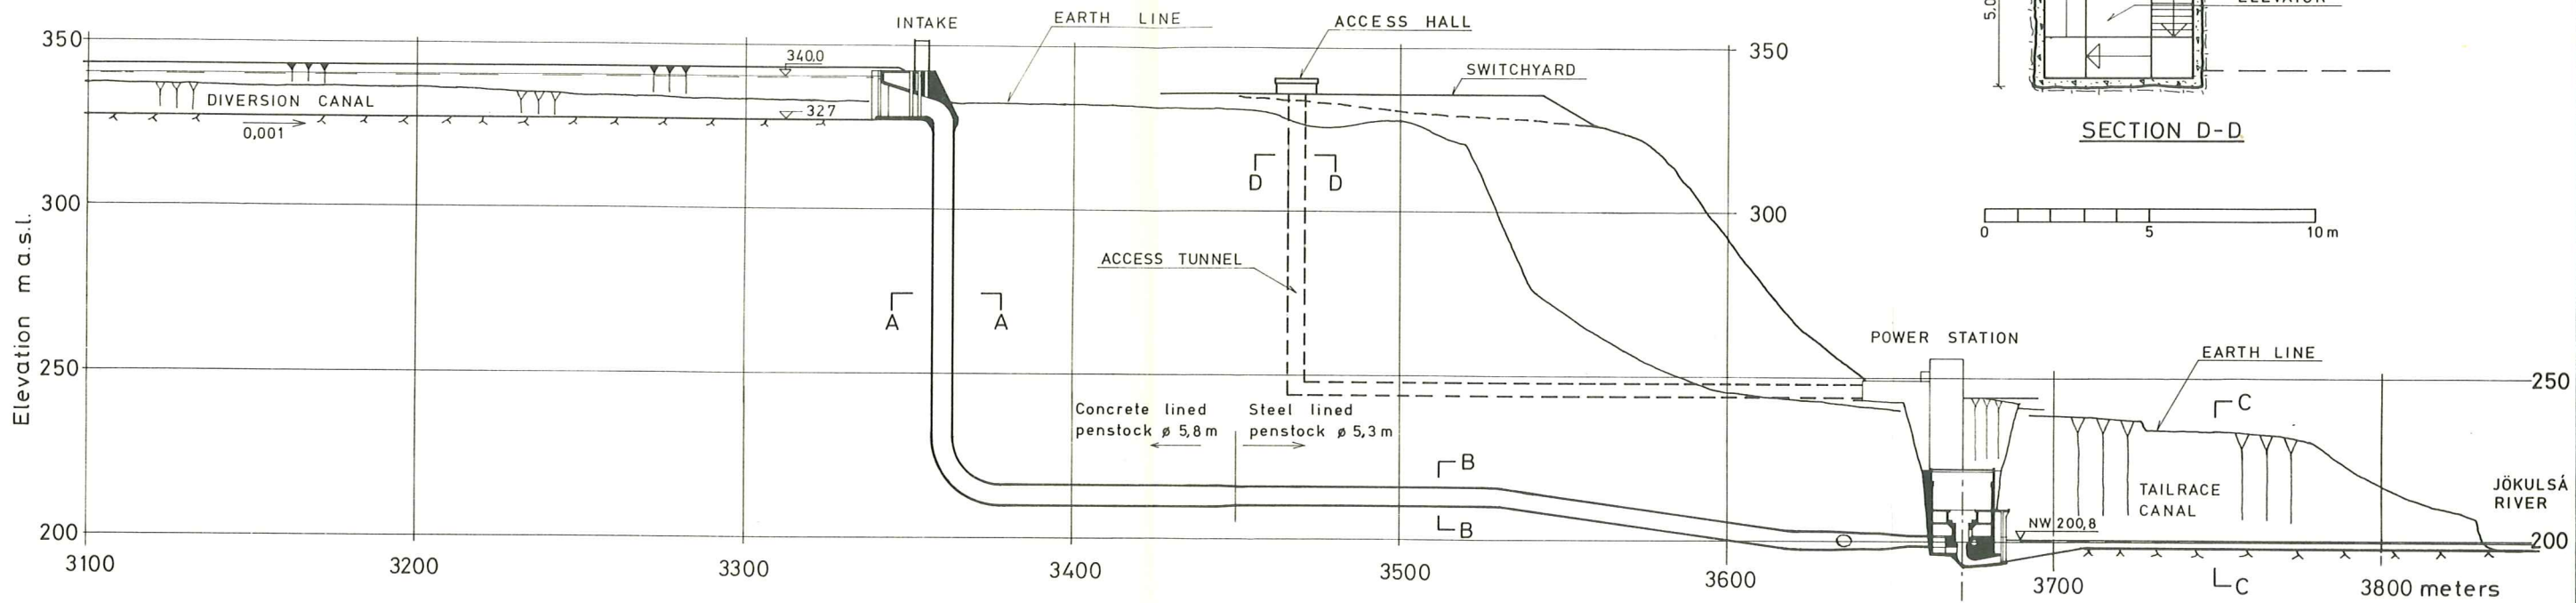 INTAKE
EARTH LINE
ACCESS HALL
ELEVATOR
5,0
350
340,0
SWITCHYARD
350
DIVERSION CANAL
327
0,001
SECTION D-D
D D
300
300
0 5 10 m
Elevation m a.s.l.
ACCESS TUNNEL
A A
POWER STATION
EARTH LINE
250
250
Concrete lined
penstock ø 5,8 m
Steel lined
penstock ø 5,3 m
C
B
TAILRACE
CANAL
JÖKULSÁ
RIVER
B
NW 200,8
200
200
3100 3200 3300 3400 3500 3600 3700 3800 meters
C